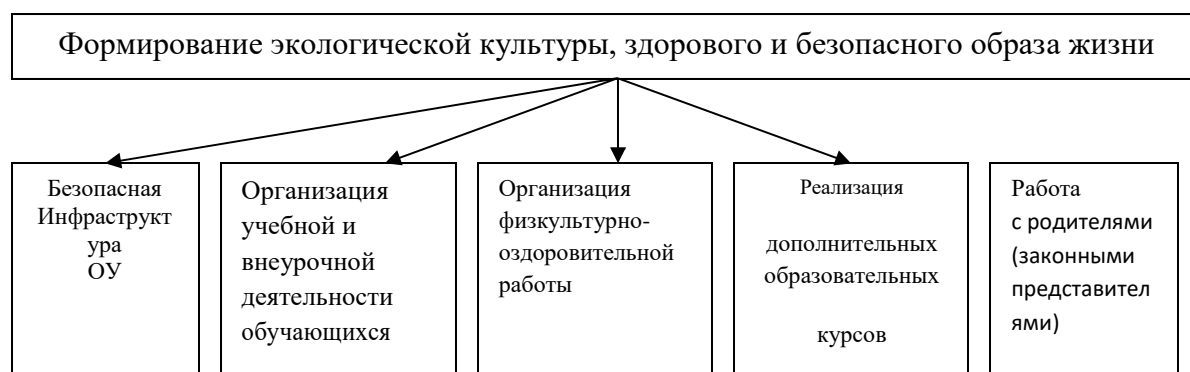 Формирование экологической культуры, здорового и безопасного образа жизни
Безопасная
Инфраструкт
ура
ОУ
Организация
учебной и
внеурочной
деятельности
обучающихся
Организация
физкультурно-
оздоровительной
работы
Реализация
дополнительных
образовательных
курсов
Работа
с родителями
(законными
представител
ями)